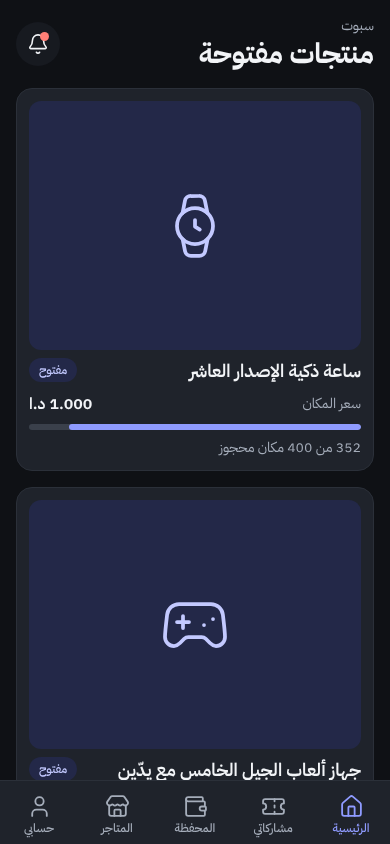 سبوت
منتجات مفتوحة
ساعة ذكية الإصدار العاشر
مفتوح
سعر المكان
1.000 د.ا
352 من 400 مكان محجوز
جهاز ألعاب الجيل الخامس مع يدّين
مفتوح
الرئيسية
مشاركاتي
المحفظة
المتاجر
حسابي